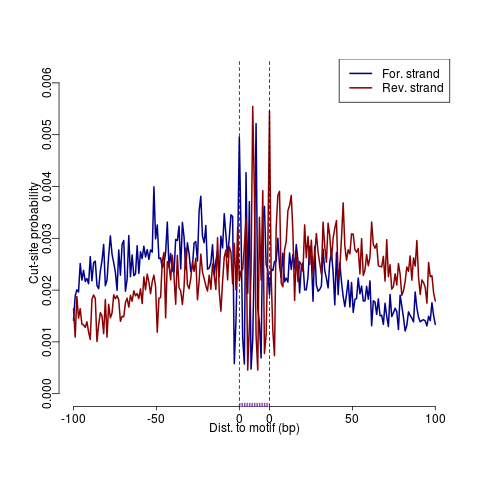 For. strand
Rev. strand
0.006
0.005
0.004
0.003
0.002
0.001
0.000
Cut-site probability
-100 -50 0 0 50 100
Dist. to motif (bp)